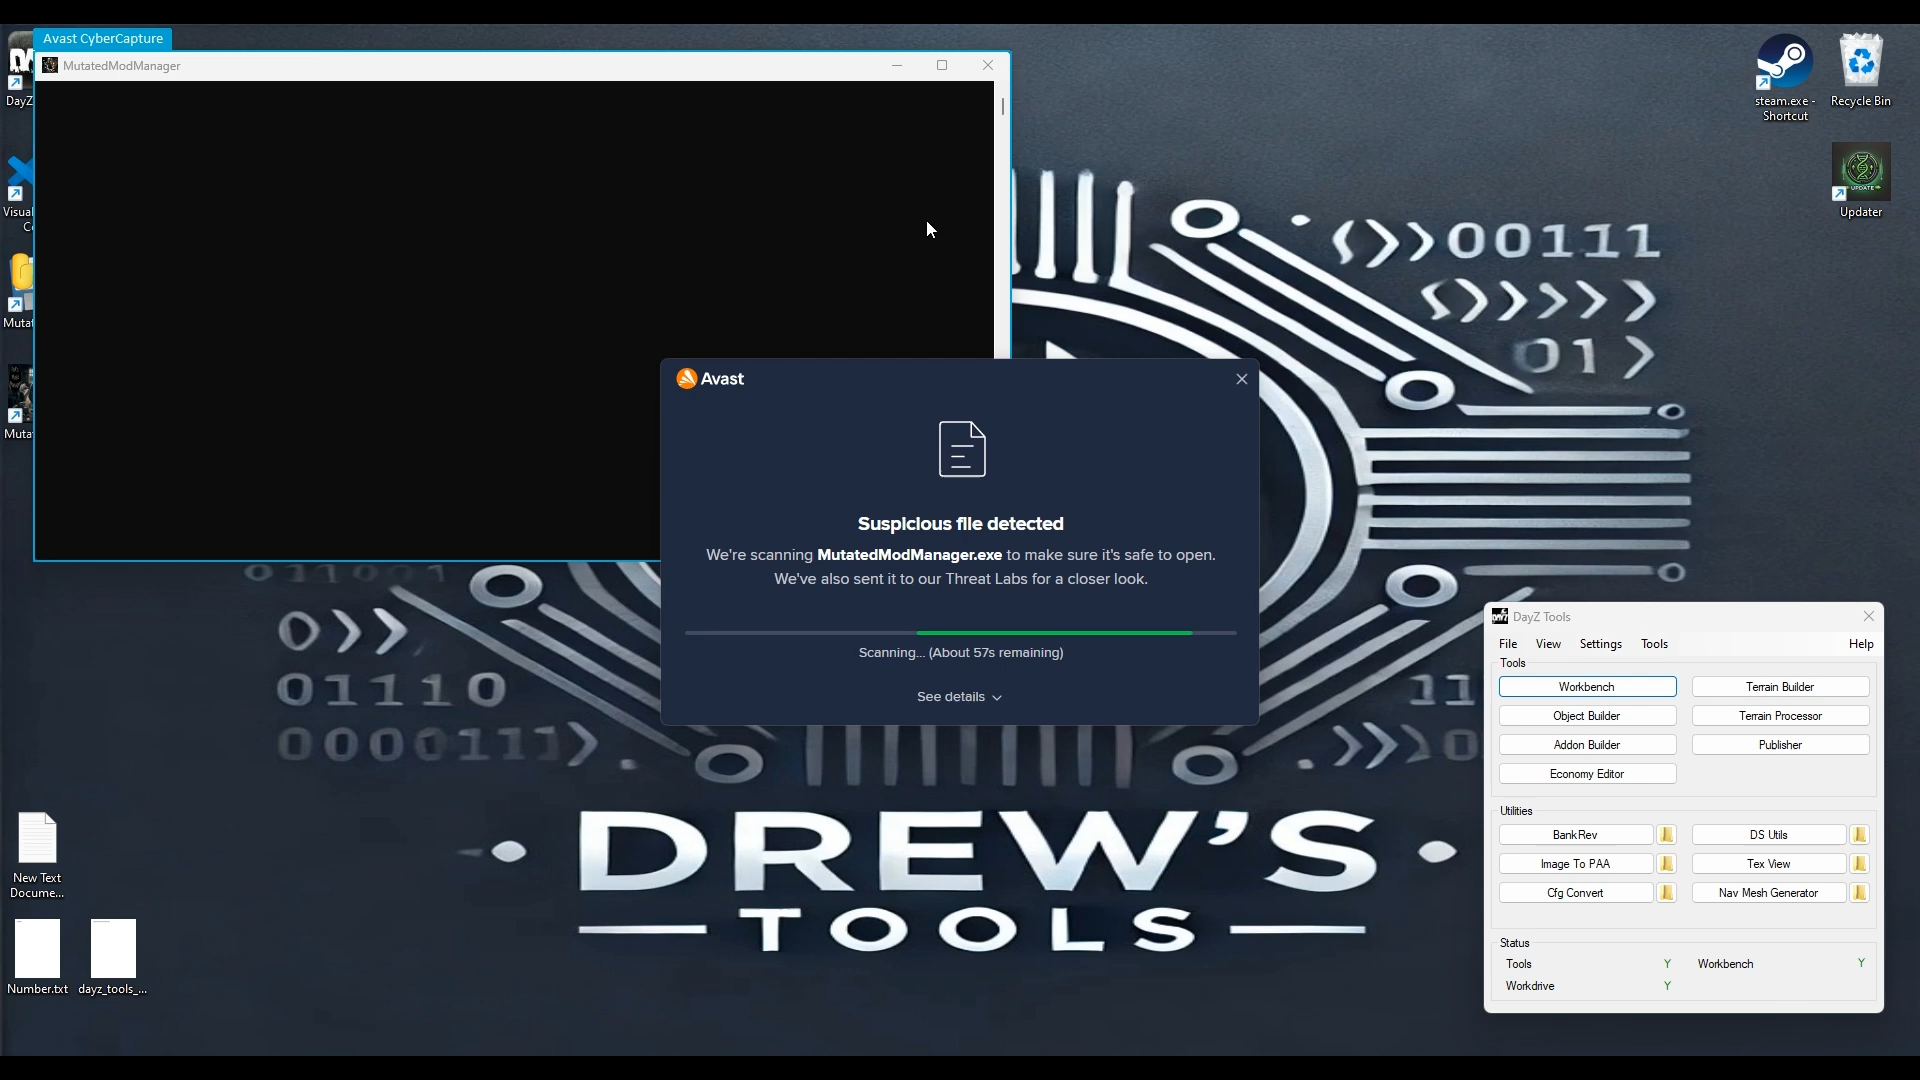 Avast CyberCapture
MutatedModManager
DayZ
Visual
Mutat
Mutat
steam.exe -
Shortcut
Recycle Bin
UPDATE
Updater
Avast
Suspicious file detected
We're scanning MutatedModManager.exe to make sure it's safe to open.
We've also sent it to our Threat Labs for a closer look.
Scanning... (About 57s remaining)
See details
00111
01
01110
0000111
11
DREW'S
TOOLS
New Text
Docume...
Number.txt
dayz_tools_...
DayZ Tools
File View Settings Tools Help
Tools
Workbench Terrain Builder
Object Builder Terrain Processor
Addon Builder Publisher
Economy Editor
Utilities
BankRev DS Utils
Image To PAA Tex View
Cfg Convert Nav Mesh Generator
Status
Tools Y Workbench Y
Workdrive Y